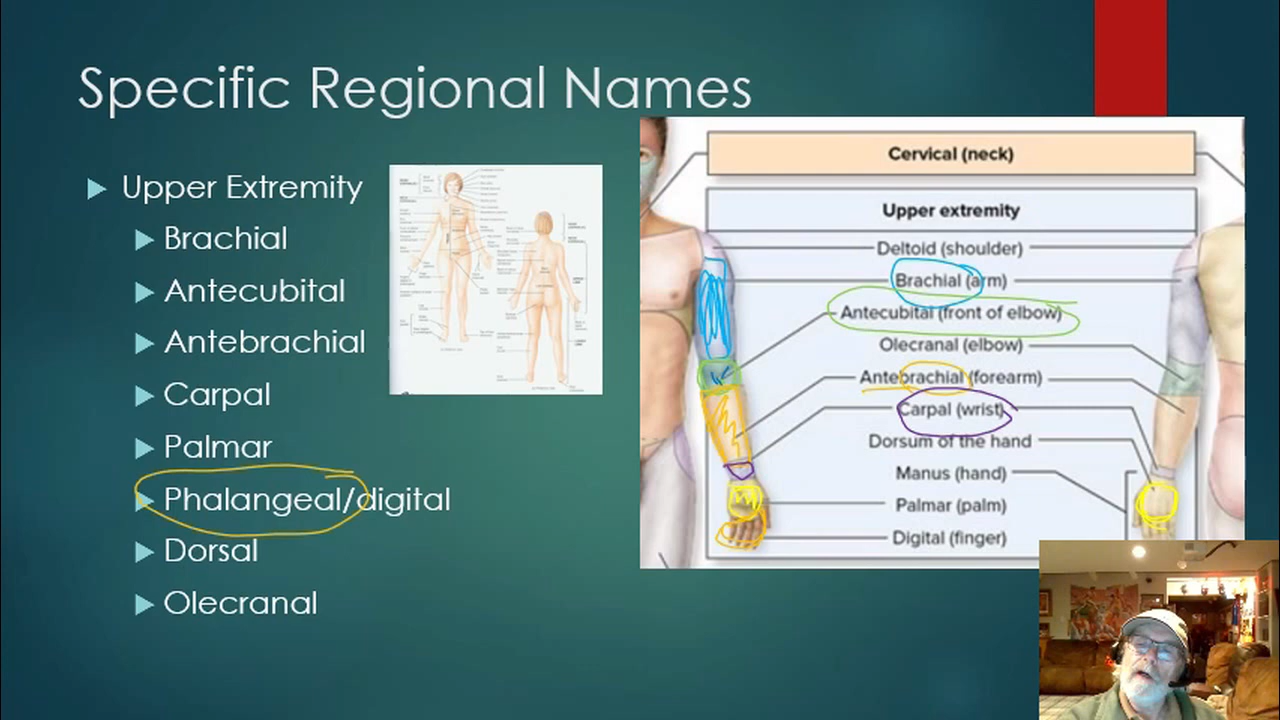 Specific Regional Names
Upper Extremity
Brachial
Antecubital
Antebrachial
Carpal
Palmar
Phalangeal/digital
Dorsal
Olecranal
Cervical (neck)
Upper extremity
Deltoid (shoulder)
Brachial (arm)
Antecubital (front of elbow)
Olecranal (elbow)
Antebrachial (forearm)
Carpal (wrist)
Dorsum of the hand
Manus (hand)
Palmar (palm)
Digital (finger)